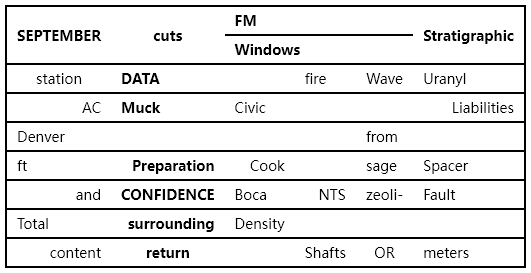 SEPTEMBER cuts FM Stratigraphic
Windows
station DATA fire Wave Uranyl
AC Muck Civic Liabilities
Denver from
ft Preparation Cook sage Spacer
and CONFIDENCE Boca NTS zeoli- Fault
Total surrounding Density
content return Shafts OR meters